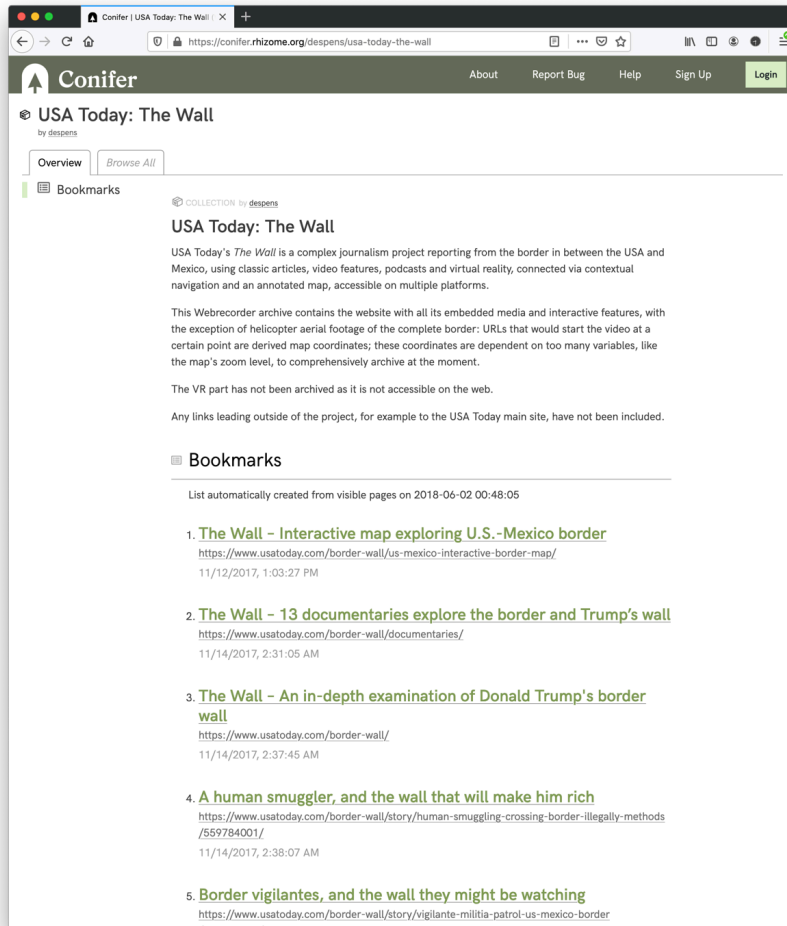 Conifer | USA Today: The Wall
https://conifer.rhizome.org/despens/usa-today-the-wall
Conifer
About
Report Bug
Help
Sign Up
Login
USA Today: The Wall
by despens
Overview
Browse All
Bookmarks
COLLECTION by despens
USA Today: The Wall
USA Today's The Wall is a complex journalism project reporting from the border in between the USA and
Mexico, using classic articles, video features, podcasts and virtual reality, connected via contextual
navigation and an annotated map, accessible on multiple platforms.
This Webrecorder archive contains the website with all its embedded media and interactive features, with
the exception of helicopter aerial footage of the complete border: URLs that would start the video at a
certain point are derived map coordinates; these coordinates are dependent on too many variables, like
the map's zoom level, to comprehensively archive at the moment.
The VR part has not been archived as it is not accessible on the web.
Any links leading outside of the project, for example to the USA Today main site, have not been included.
Bookmarks
List automatically created from visible pages on 2018-06-02 00:48:05
1. The Wall – Interactive map exploring U.S.-Mexico border
https://www.usatoday.com/border-wall/us-mexico-interactive-border-map/
11/12/2017, 1:03:27 PM
2. The Wall – 13 documentaries explore the border and Trump’s wall
https://www.usatoday.com/border-wall/documentaries/
11/14/2017, 2:31:05 AM
3. The Wall – An in-depth examination of Donald Trump's border
wall
https://www.usatoday.com/border-wall/
11/14/2017, 2:37:45 AM
4. A human smuggler, and the wall that will make him rich
https://www.usatoday.com/border-wall/story/human-smuggling-crossing-border-illegally-methods
/559784001/
11/14/2017, 2:38:07 AM
5. Border vigilantes, and the wall they might be watching
https://www.usatoday.com/border-wall/story/vigilante-militia-patrol-us-mexico-border